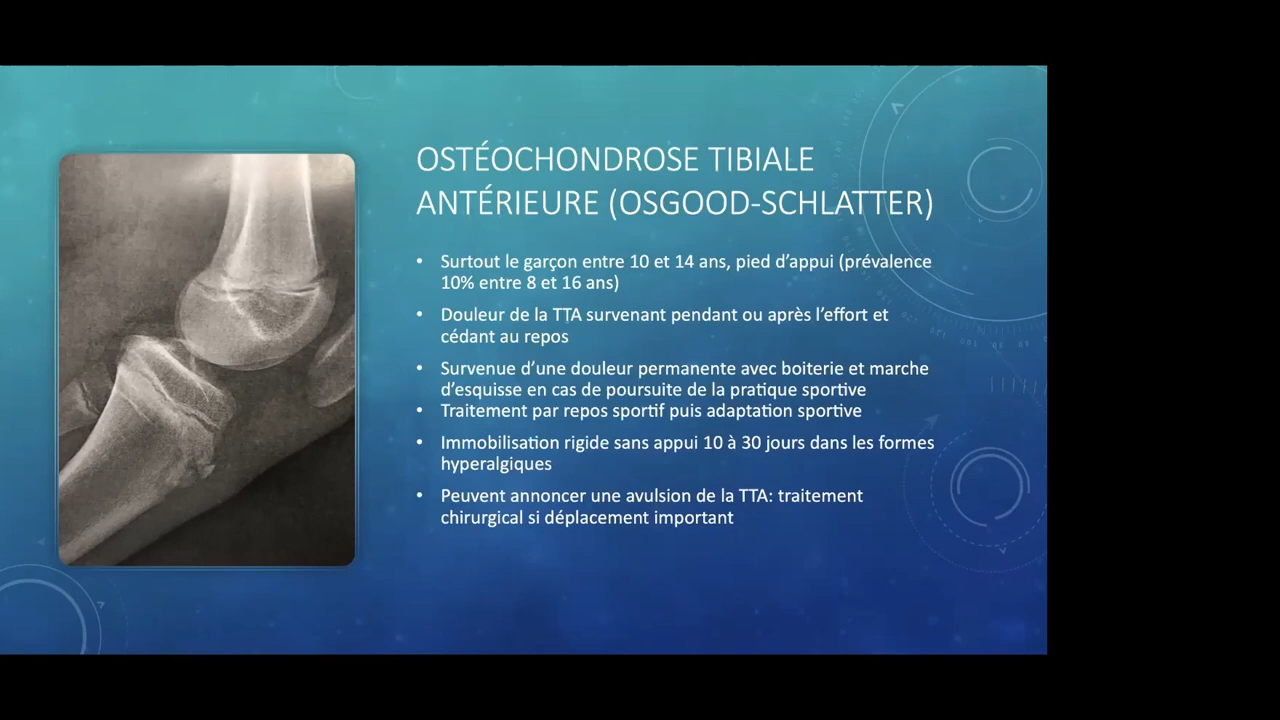 OSTÉOCHONDROSE TIBIALE
ANTÉRIEURE (OSGOOD-SCHLATTER)
• Surtout le garçon entre 10 et 14 ans, pied d’appui (prévalence
10% entre 8 et 16 ans)
• Douleur de la TTA survenant pendant ou après l’effort et
cédant au repos
• Survenue d’une douleur permanente avec boiterie et marche
d’esquisse en cas de poursuite de la pratique sportive
• Traitement par repos sportif puis adaptation sportive
• Immobilisation rigide sans appui 10 à 30 jours dans les formes
hyperalgiques
• Peuvent annoncer une avulsion de la TTA: traitement
chirurgical si déplacement important